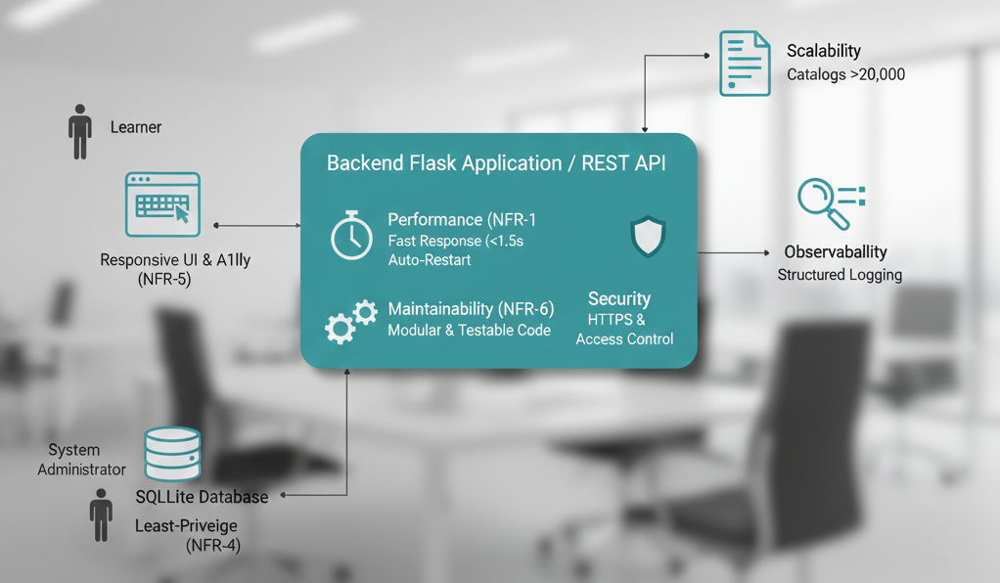 Scalability
Catalogs >20,000
Learner
Backend Flask Application / REST API
Performance (NFR-1
Fast Response (<1.5s
Auto-Restart
Responsive UI & A1lly
(NFR-5)
Observaballity
Structured Logging
Maintainability (NFR-6)
Modular & Testable Code
Security
HTTPS &
Access Control
System
Administrator
SQLLite Database
Least-Priveige
(NFR-4)